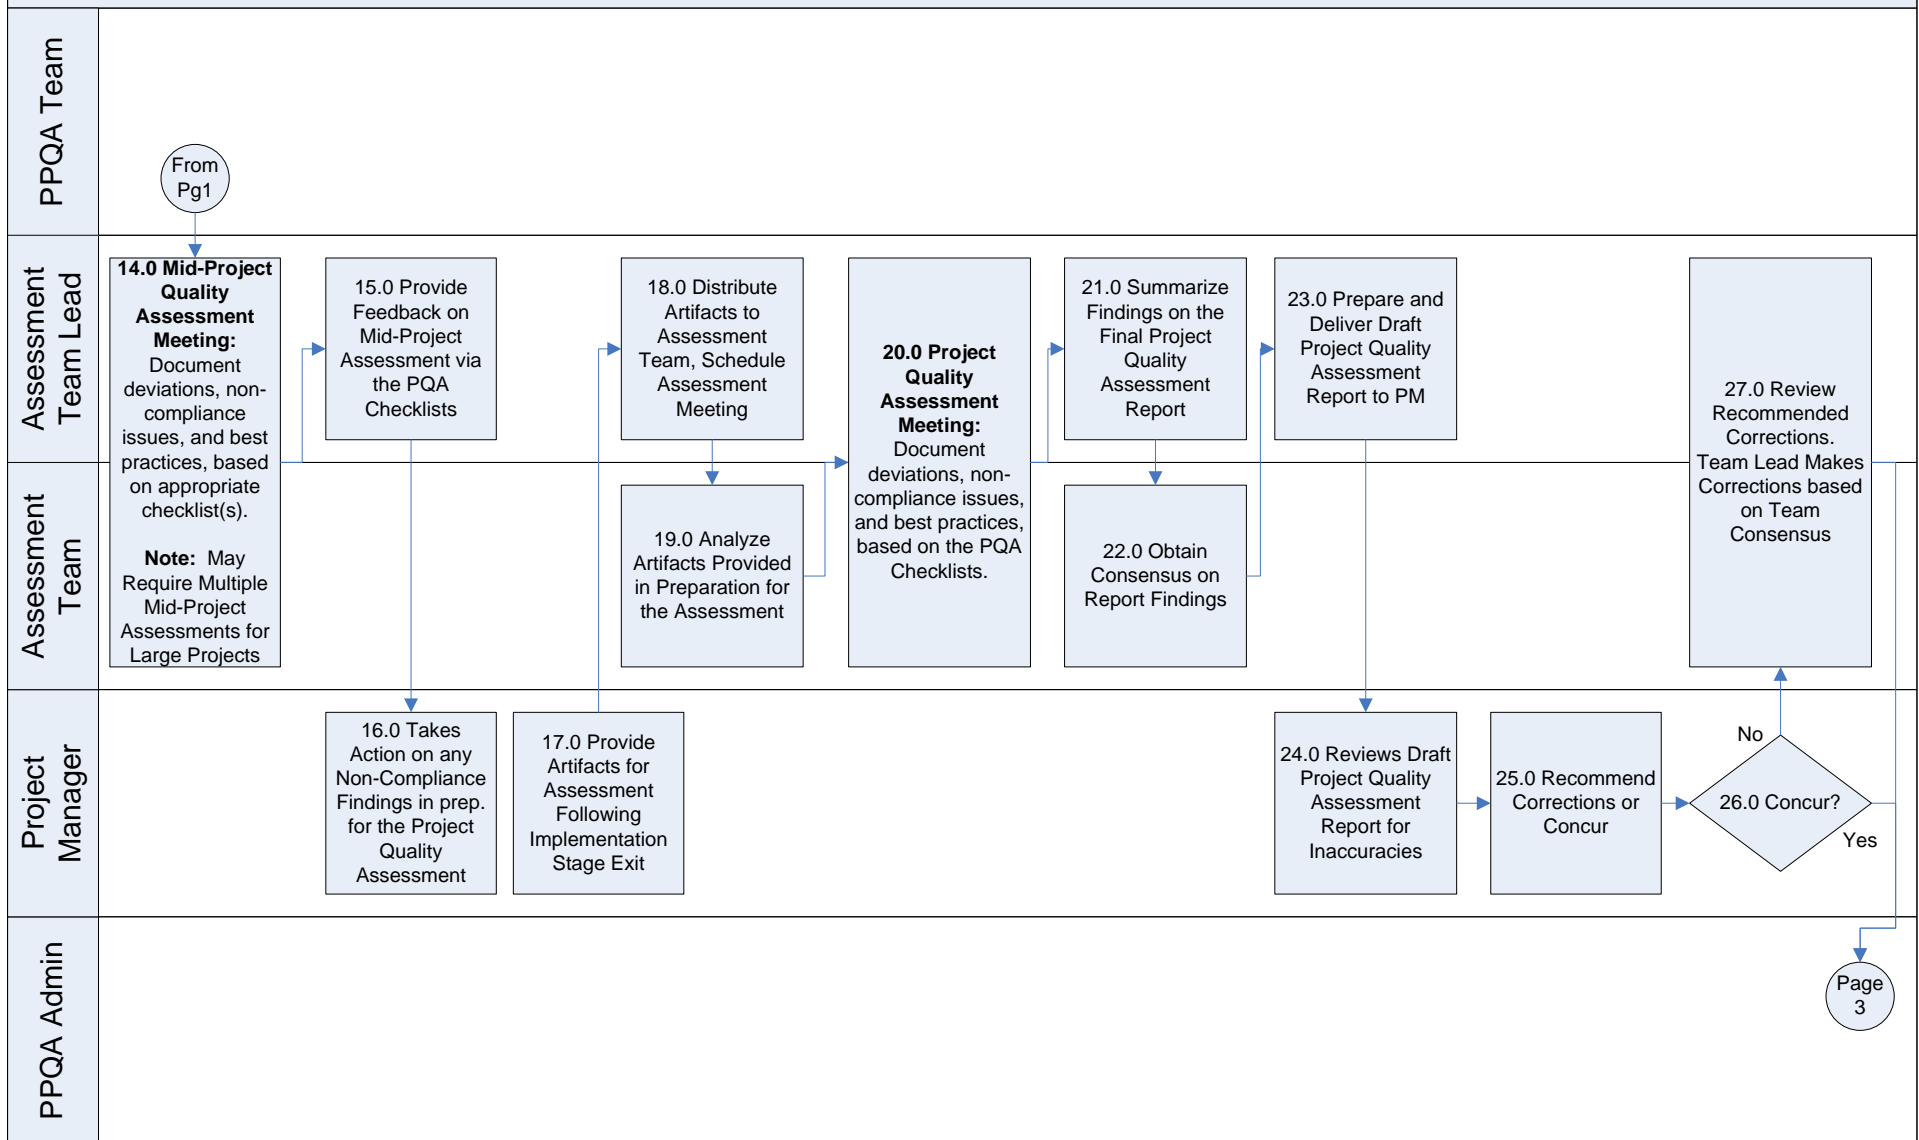 PPQA Team
From
Pg1
Assessment
Team Lead
14.0 Mid-Project
Quality
Assessment
Meeting:
Document
deviations, non-
compliance
issues, and best
practices, based
on appropriate
checklist(s).
Note:  May
Require Multiple
Mid-Project
Assessments for
Large Projects
15.0 Provide
Feedback on
Mid-Project
Assessment via
the PQA
Checklists
18.0 Distribute
Artifacts to
Assessment
Team, Schedule
Assessment
Meeting
20.0 Project
Quality
Assessment
Meeting:
Document
deviations, non-
compliance issues,
and best practices,
based on the PQA
Checklists.
21.0 Summarize
Findings on the
Final Project
Quality
Assessment
Report
23.0 Prepare and
Deliver Draft
Project Quality
Assessment
Report to PM
27.0 Review
Recommended
Corrections.
Team Lead Makes
Corrections based
on Team
Consensus
Assessment
Team
19.0 Analyze
Artifacts Provided
in Preparation for
the Assessment
22.0 Obtain
Consensus on
Report Findings
Project
Manager
16.0 Takes
Action on any
Non-Compliance
Findings in prep.
for the Project
Quality
Assessment
17.0 Provide
Artifacts for
Assessment
Following
Implementation
Stage Exit
24.0 Reviews Draft
Project Quality
Assessment
Report for
Inaccuracies
25.0 Recommend
Corrections or
Concur
No
26.0 Concur?
Yes
PPQA Admin
Page
3